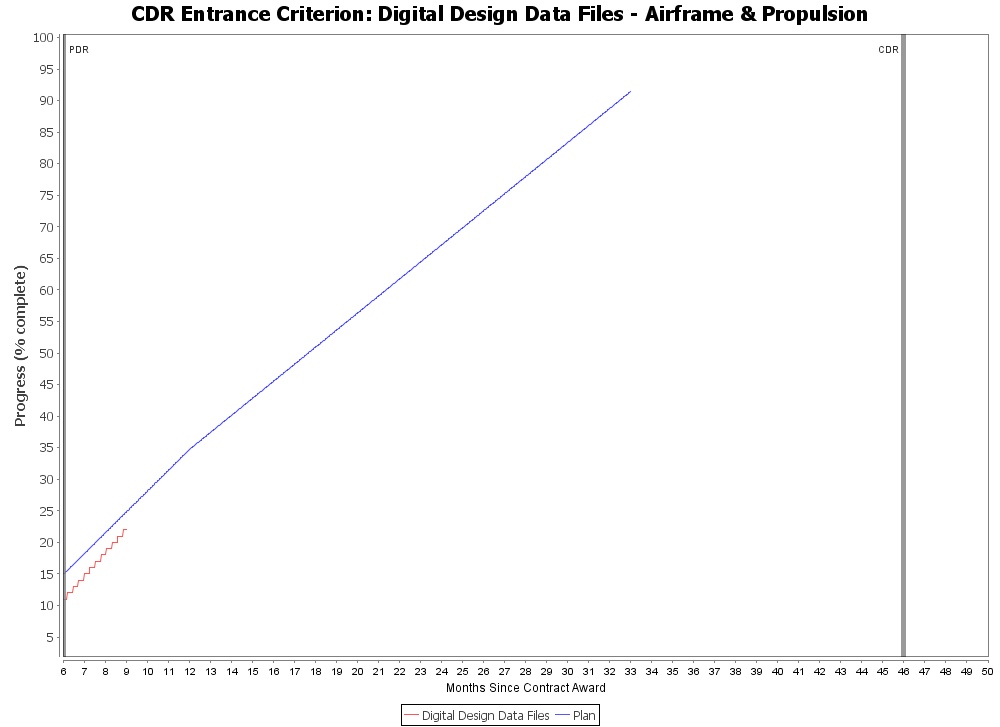 CDR Entrance Criterion: Digital Design Data Files - Airframe & Propulsion
100
95
90
85
80
75
70
65
60
55
50
45
40
35
30
25
20
15
10
5
Progress (% complete)
PDR
CDR
6 7 8 9 10 11 12 13 14 15 16 17 18 19 20 21 22 23 24 25 26 27 28 29 30 31 32 33 34 35 36 37 38 39 40 41 42 43 44 45 46 47 48 49 50
Months Since Contract Award
Digital Design Data Files Plan